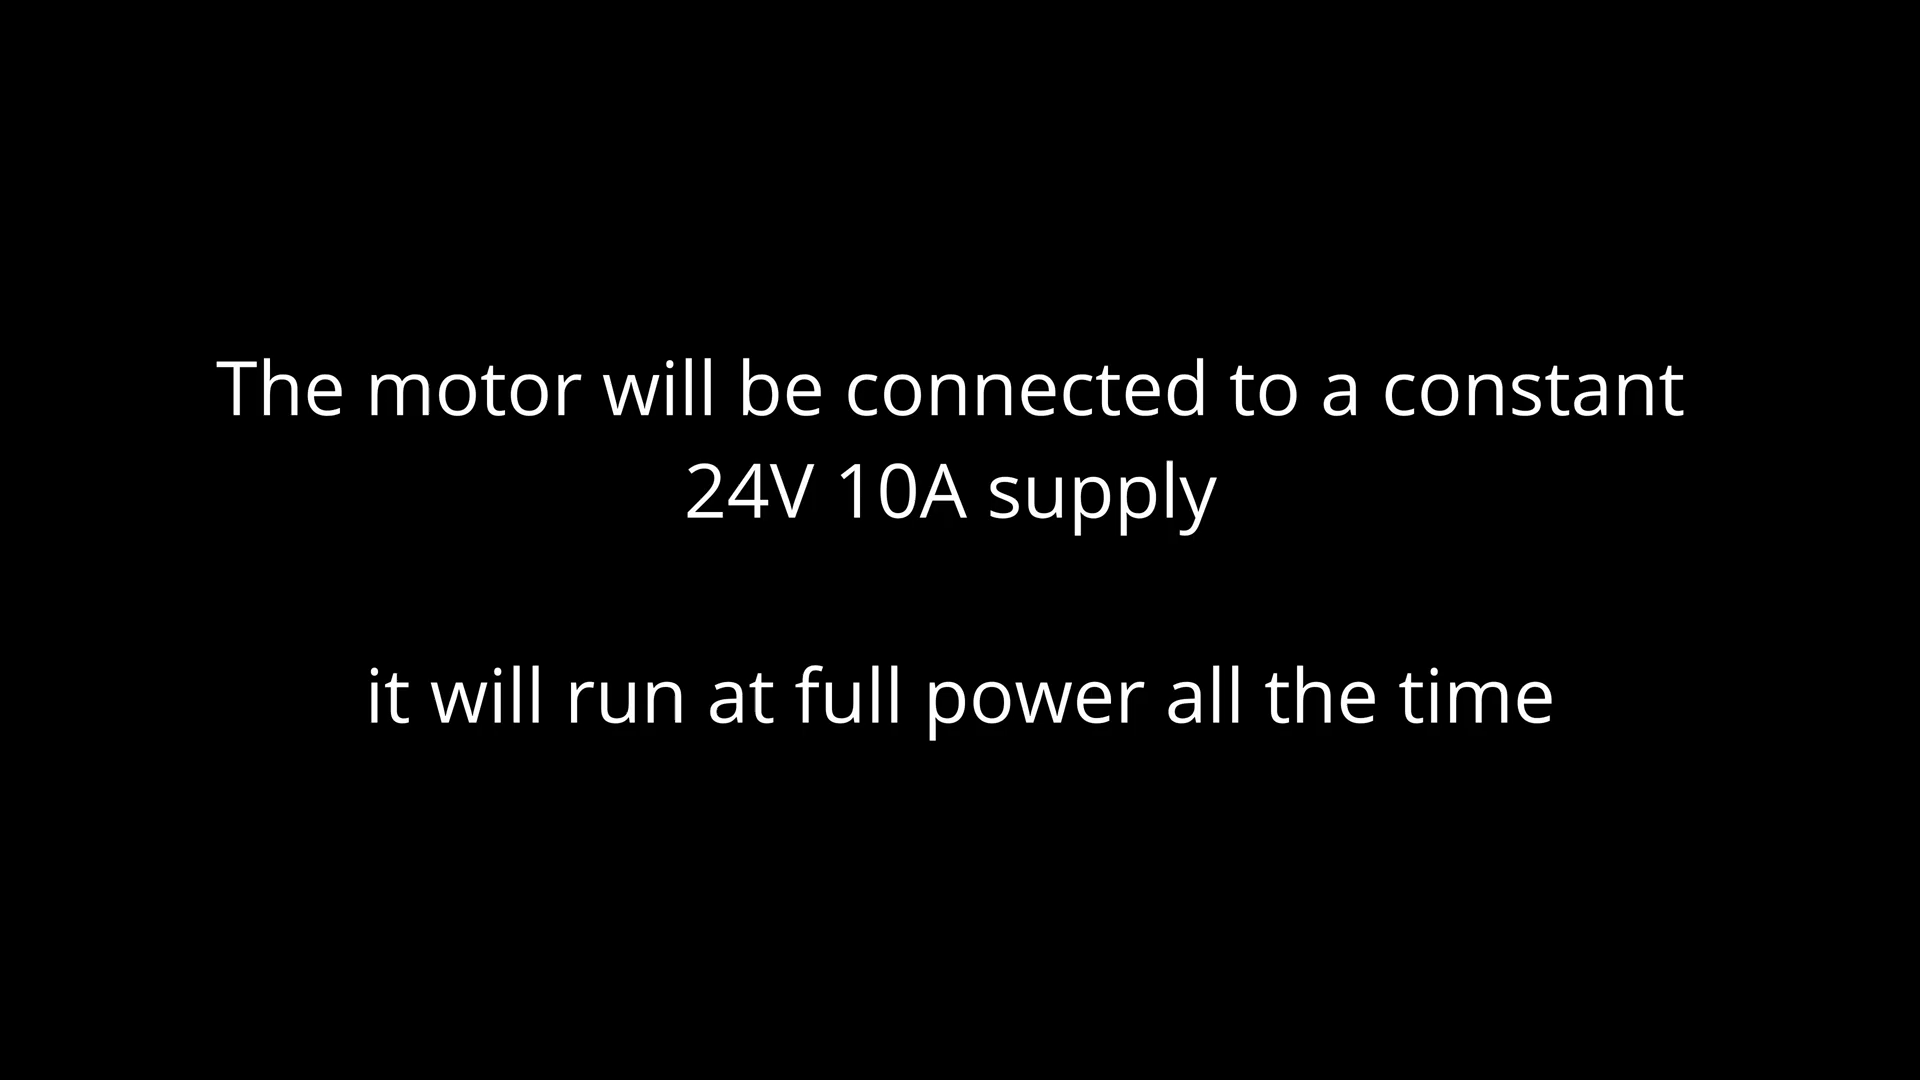 The motor will be connected to a constant
24V 10A supply
it will run at full power all the time